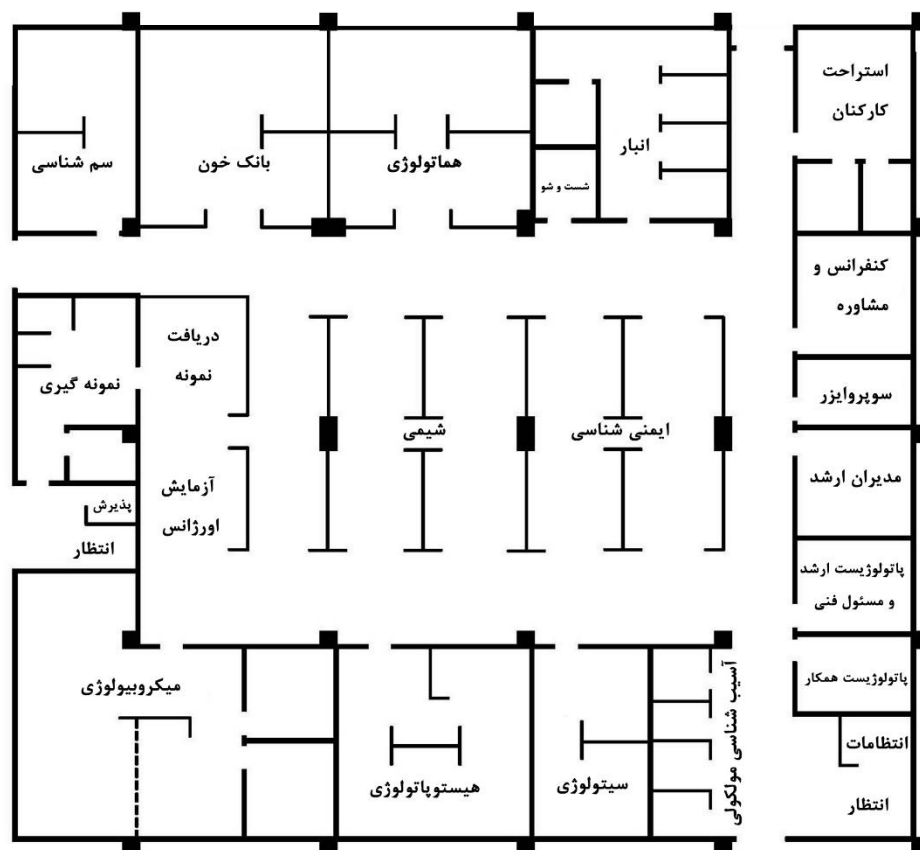 استراحت
کارکنان
انبار
هماتولوژی
بانک خون
سم شناسی
شست و شو
کنفرانس و
مشاوره
دریافت
نمونه
نمونه گیری
سوپروایزر
ایمنی شناسی
شیمی
مدیران ارشد
آزمایش
اورژانس
پذیرش
انتظار
پاتولوژیست ارشد
و مسئول فنی
پاتولوژیست همکار
آسیب شناسی مولکولی
میکروبیولوژی
انتظامات
سیتولوژی
هیستوپاتولوژی
انتظار